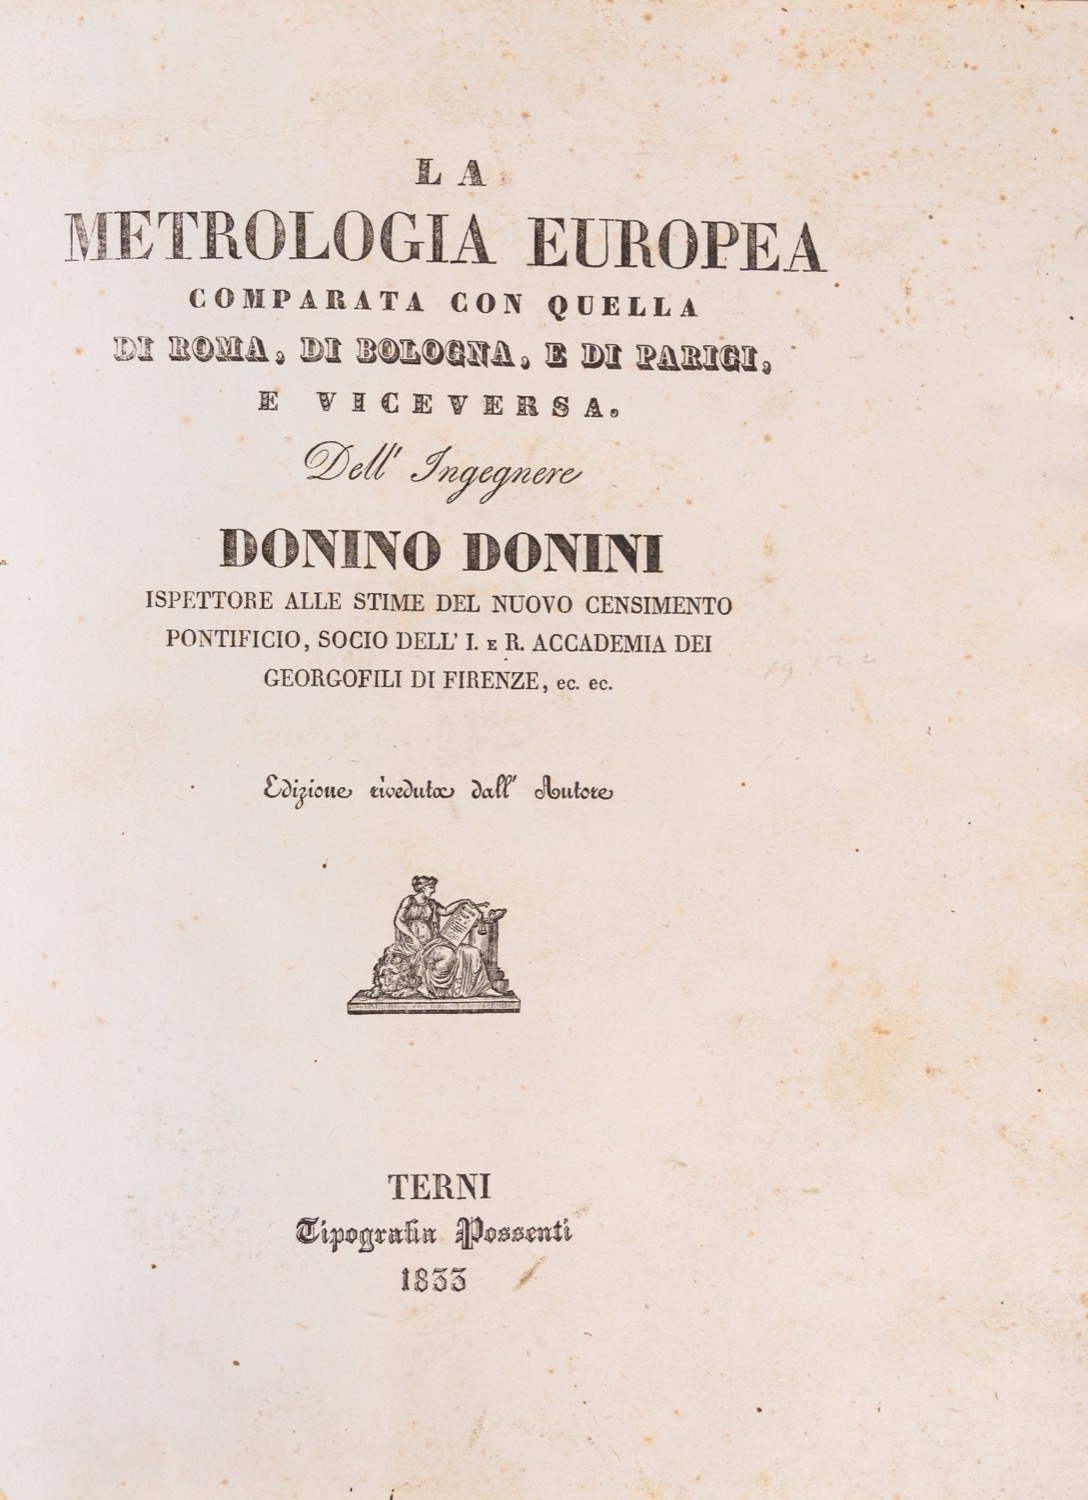 LA
METROLOGIA EUROPEA
COMPARATA CON QUELLA
DI ROMA, DI BOLOGNA, E DI PARIGI,
E VICEVERSA.
Dell' Ingegnere
DONINO DONINI
ISPETTORE ALLE STIME DEL NUOVO CENSIMENTO
PONTIFICIO, SOCIO DELL' I. E R. ACCADEMIA DEI
GEORGOFILI DI FIRENZE, ec. ec.
Edizione riveduta dall' Autore
TERNI
Tipografia Possenti
1833